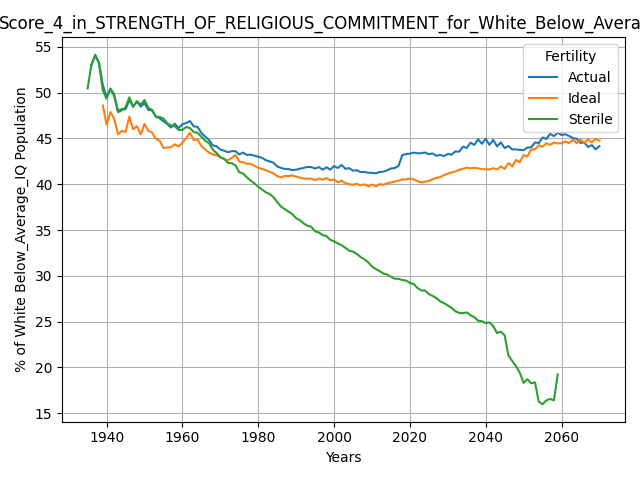 Score_4_in_STRENGTH_OF_RELIGIOUS_COMMITMENT_for_White_Below_Avera
% of White Below_Average_IQ Population
55
50
45
40
35
30
25
20
15
Fertility
Actual
Ideal
Sterile
1940 1960 1980 2000 2020 2040 2060
Years